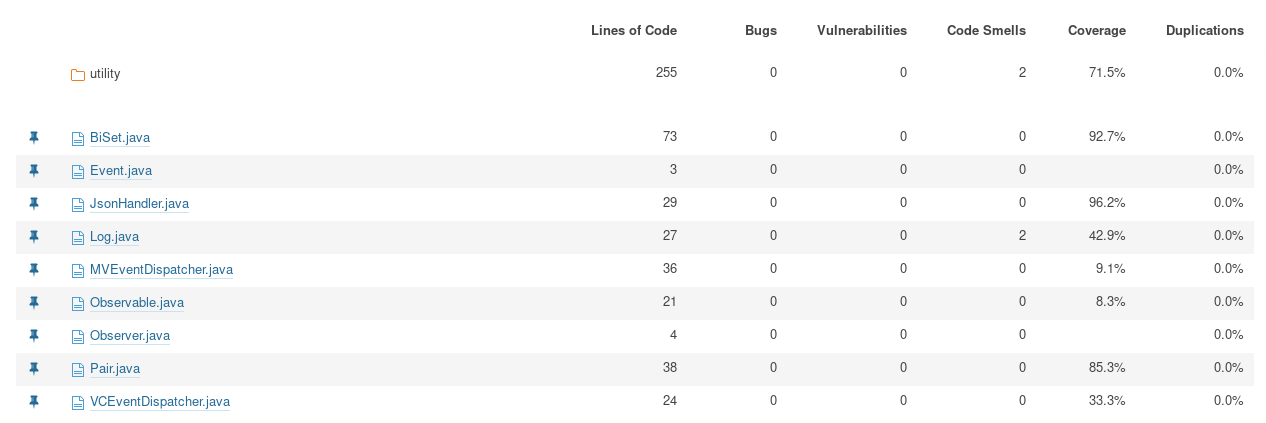 Lines of Code Bugs Vulnerabilities Code Smells Coverage Duplications
utility 255 0 0 2 71.5% 0.0%
BiSet.java 73 0 0 0 92.7% 0.0%
Event.java 3 0 0 0 0.0%
JsonHandler.java 29 0 0 0 96.2% 0.0%
Log.java 27 0 0 2 42.9% 0.0%
MVEventDispatcher.java 36 0 0 0 9.1% 0.0%
Observable.java 21 0 0 0 8.3% 0.0%
Observer.java 4 0 0 0 0.0%
Pair.java 38 0 0 0 85.3% 0.0%
VCEventDispatcher.java 24 0 0 0 33.3% 0.0%